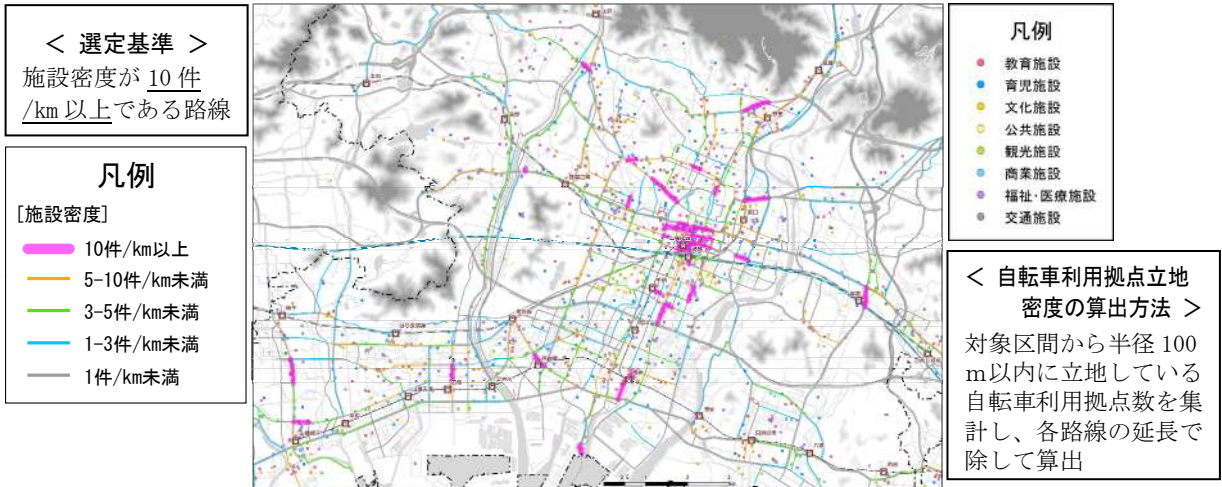 < 選定基準 >
施設密度が 10 件
/km 以上である路線
凡例
[施設密度]
10件/km以上
5-10件/km未満
3-5件/km未満
1-3件/km未満
1件/km未満
凡例
教育施設
育児施設
文化施設
公共施設
観光施設
商業施設
福祉・医療施設
交通施設
< 自転車利用拠点立地
密度の算出方法 >
対象区間から半径 100
ｍ以内に立地している
自転車利用拠点数を集
計し、各路線の延長で
除して算出